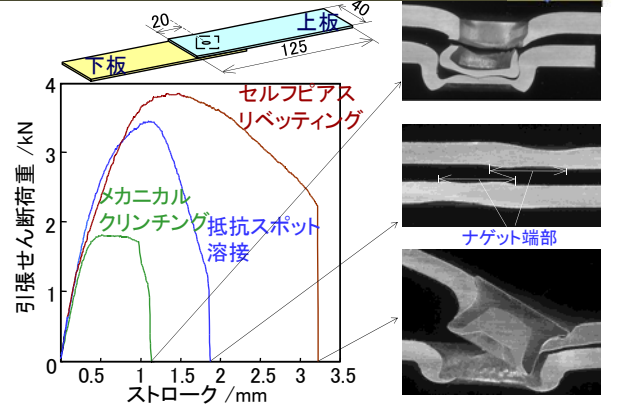 20
40
上板
下板
125
引張せん断荷重 /kN
4
3
2
1
0
セルフピアス
リベッティング
メカニカル
クリンチング
抵抗スポット
溶接
0.5 1 1.5 2 2.5 3 3.5
ストローク /mm
ナゲット端部